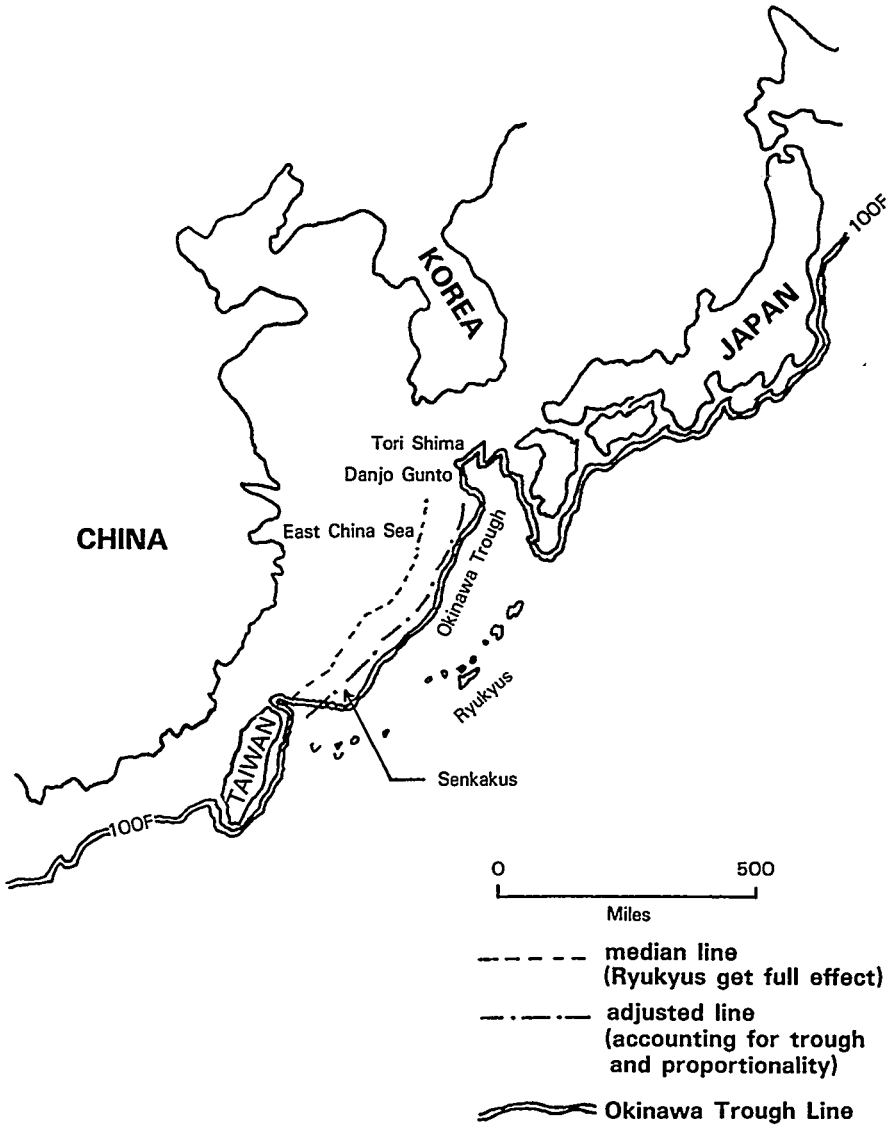 100F
KOREA
JAPAN
Tori Shima
Danjo Gunto
East China Sea
CHINA
Okinawa Trough
Ryukyus
TAIWAN
Senkakus
100F
0 500
Miles
median line
(Ryukyus get full effect)
adjusted line
(accounting for trough
and proportionality)
Okinawa Trough Line